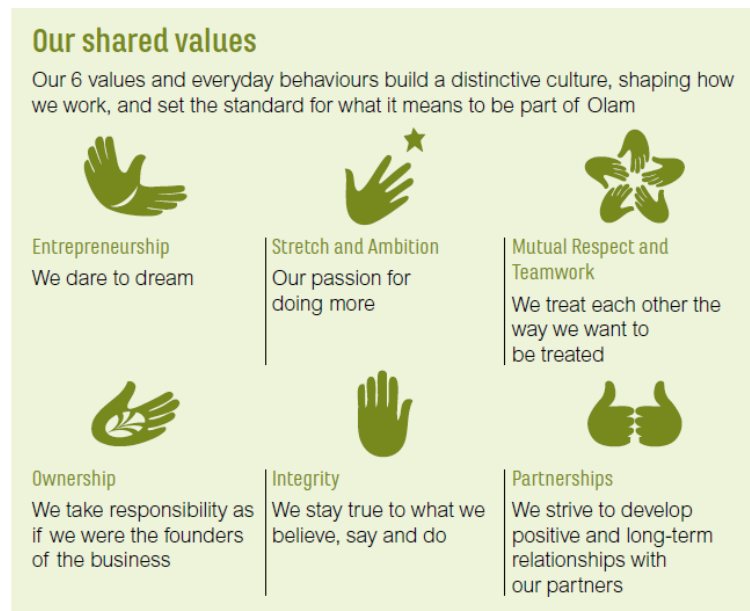 Our shared values
Our 6 values and everyday behaviours build a distinctive culture, shaping how
we work, and set the standard for what it means to be part of Olam
Entrepreneurship
We dare to dream
Stretch and Ambition
Our passion for
doing more
Mutual Respect and
Teamwork
We treat each other the
way we want to
be treated
Ownership
We take responsibility as
if we were the founders
of the business
Integrity
We stay true to what we
believe, say and do
Partnerships
We strive to develop
positive and long-term
relationships with
our partners